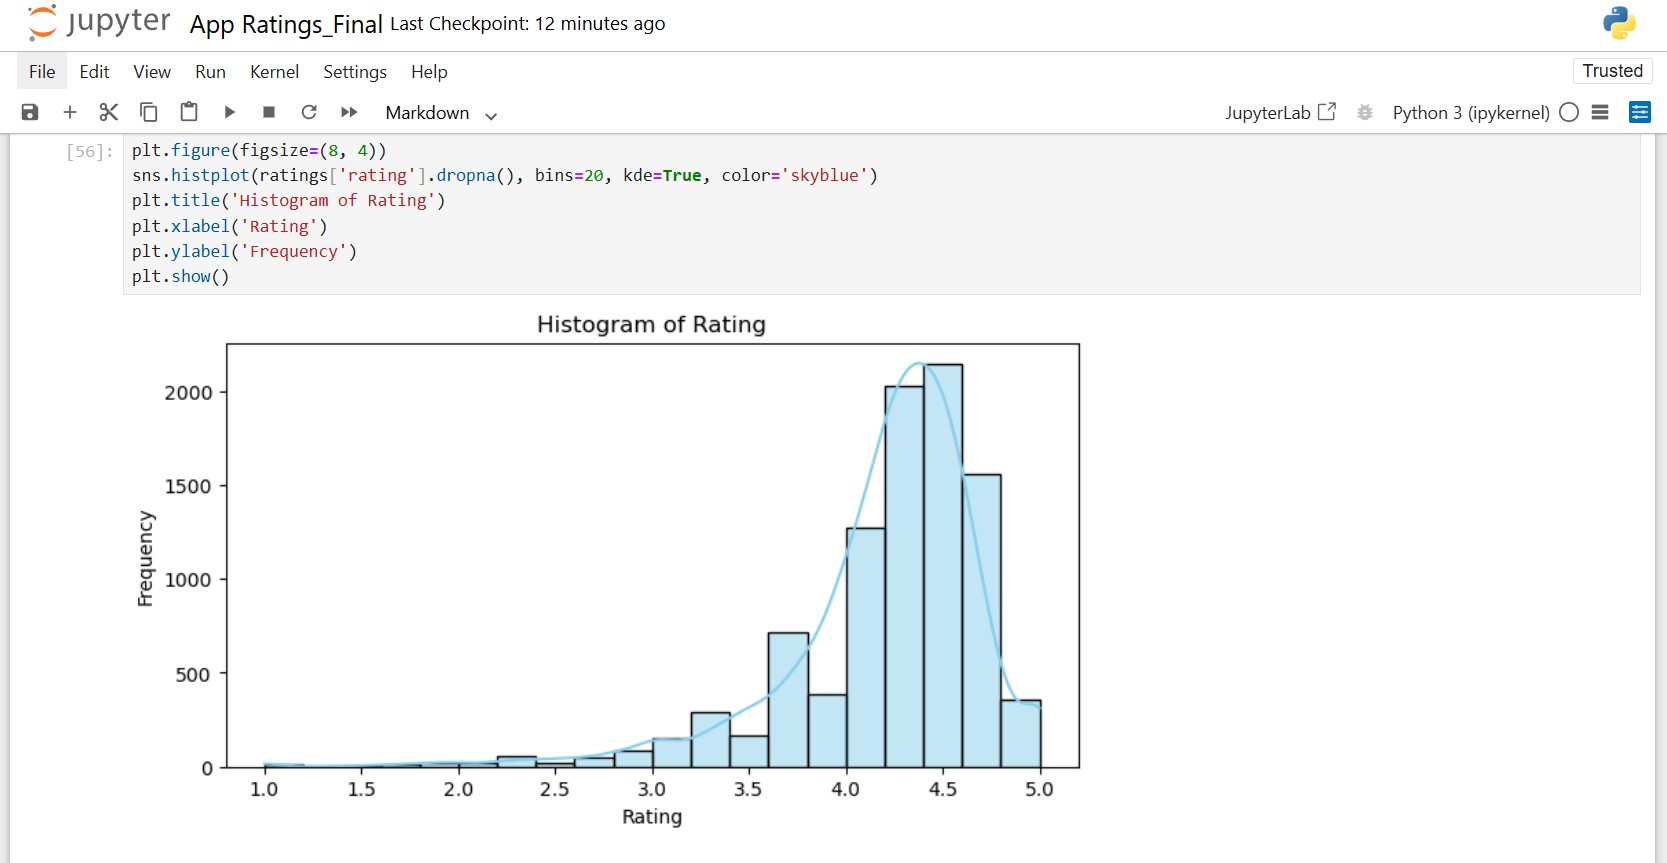 jupyter App Ratings_Final Last Checkpoint: 12 minutes ago
File Edit View Run Kernel Settings Help Trusted
Markdown JupyterLab Python 3 (ipykernel)
[56]: plt.figure(figsize=(8, 4))
sns.histplot(ratings['rating'].dropna(), bins=20, kde=True, color='skyblue')
plt.title('Histogram of Rating')
plt.xlabel('Rating')
plt.ylabel('Frequency')
plt.show()
Histogram of Rating
2000
1500
1000
500
0
Frequency
1.0 1.5 2.0 2.5 3.0 3.5 4.0 4.5 5.0
Rating